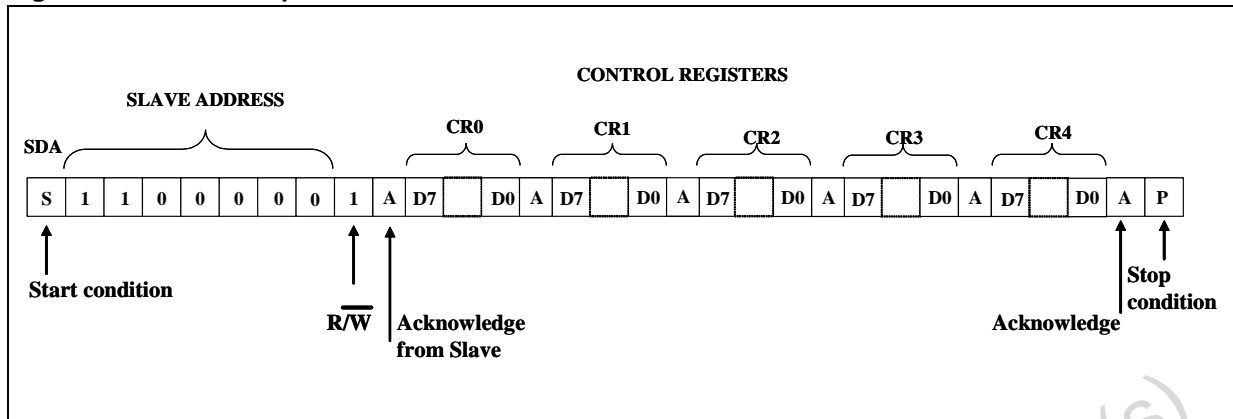 CONTROL REGISTERS
SLAVE ADDRESS
SDA
CR0 CR1 CR2 CR3 CR4
S 1 1 0 0 0 0 0 1 A D7 D0 A D7 D0 A D7 D0 A D7 D0 A D7 D0 A P
Start condition
R/W
Acknowledge
from Slave
Acknowledge
Stop
condition